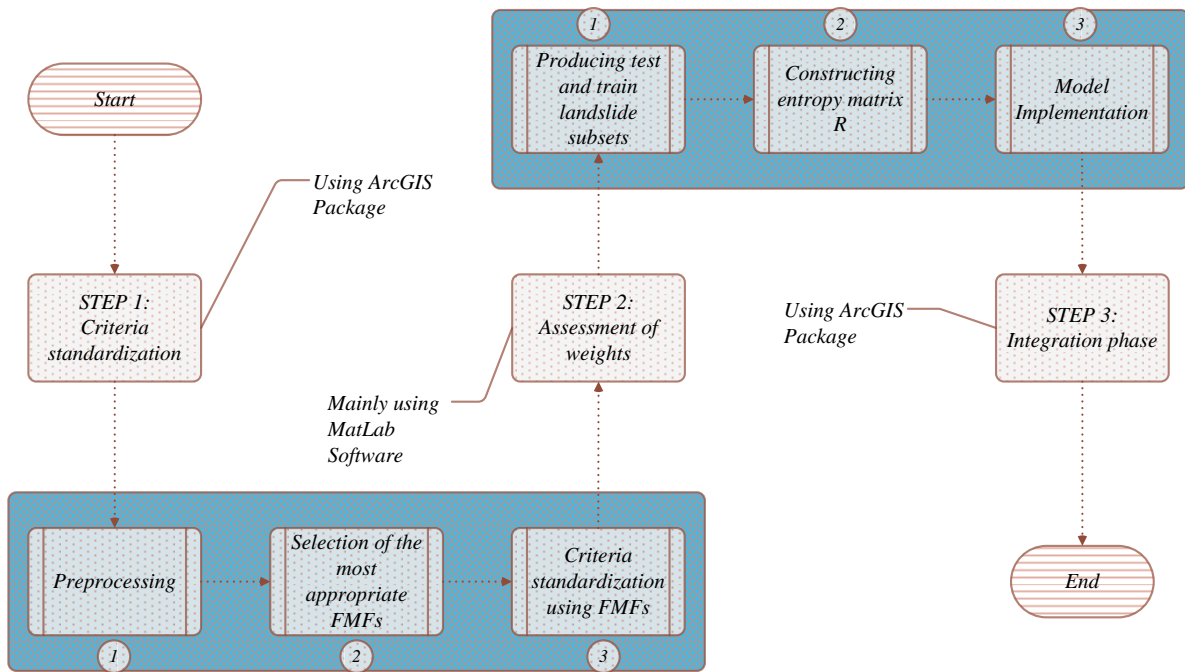 Start
Using ArcGIS
Package
STEP 1:
Criteria
standardization
1
Preprocessing
2
Selection of the
most
appropriate
FMFs
3
Criteria
standardization
using FMFs
STEP 2:
Assessment of
weights
Mainly using
MatLab
Software
1
Producing test
and train
landslide
subsets
2
Constructing
entropy matrix
R
3
Model
Implementation
STEP 3:
Integration phase
Using ArcGIS
Package
End